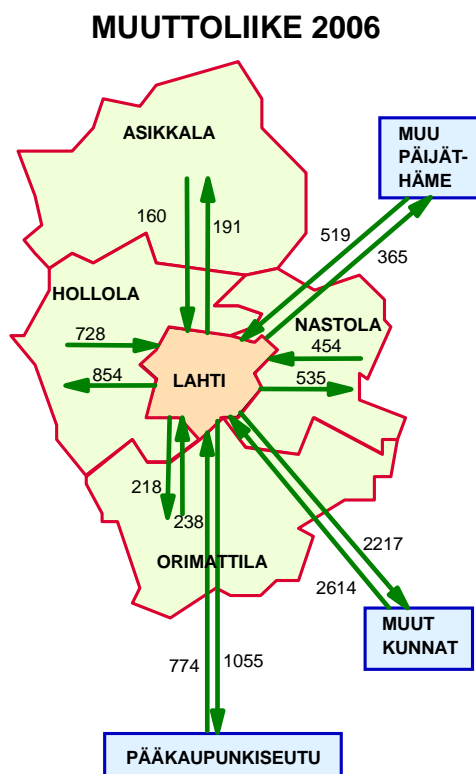 MUUTTOLIIKE 2006
ASIKKALA
MUU
PÄIJÄT-
HÄME
160
191
519
365
HOLLOLA
NASTOLA
728
454
LAHTI
854
535
218
238
2217
ORIMATTILA
2614
MUUT
KUNNAT
774
1055
PÄÄKAUPUNKISEUTU